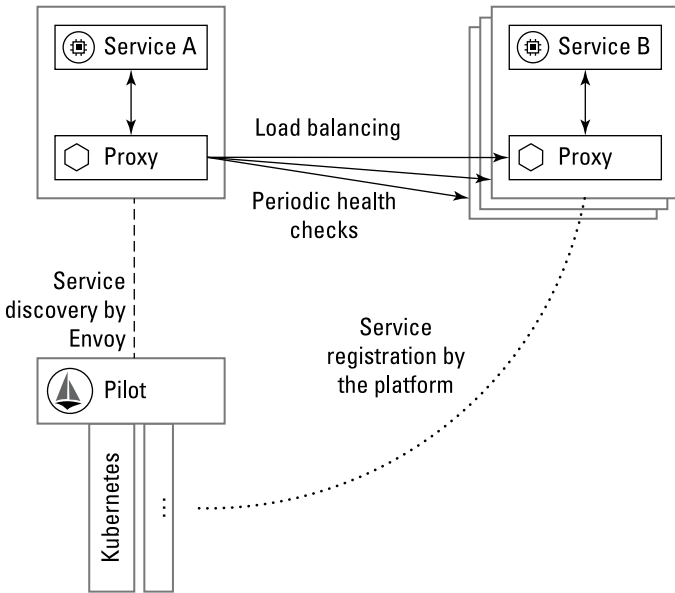 Service A
Service B
Proxy
Proxy
Load balancing
Periodic health
checks
Service
discovery by
Envoy
Service
registration by
the platform
Pilot
Kubernetes
...